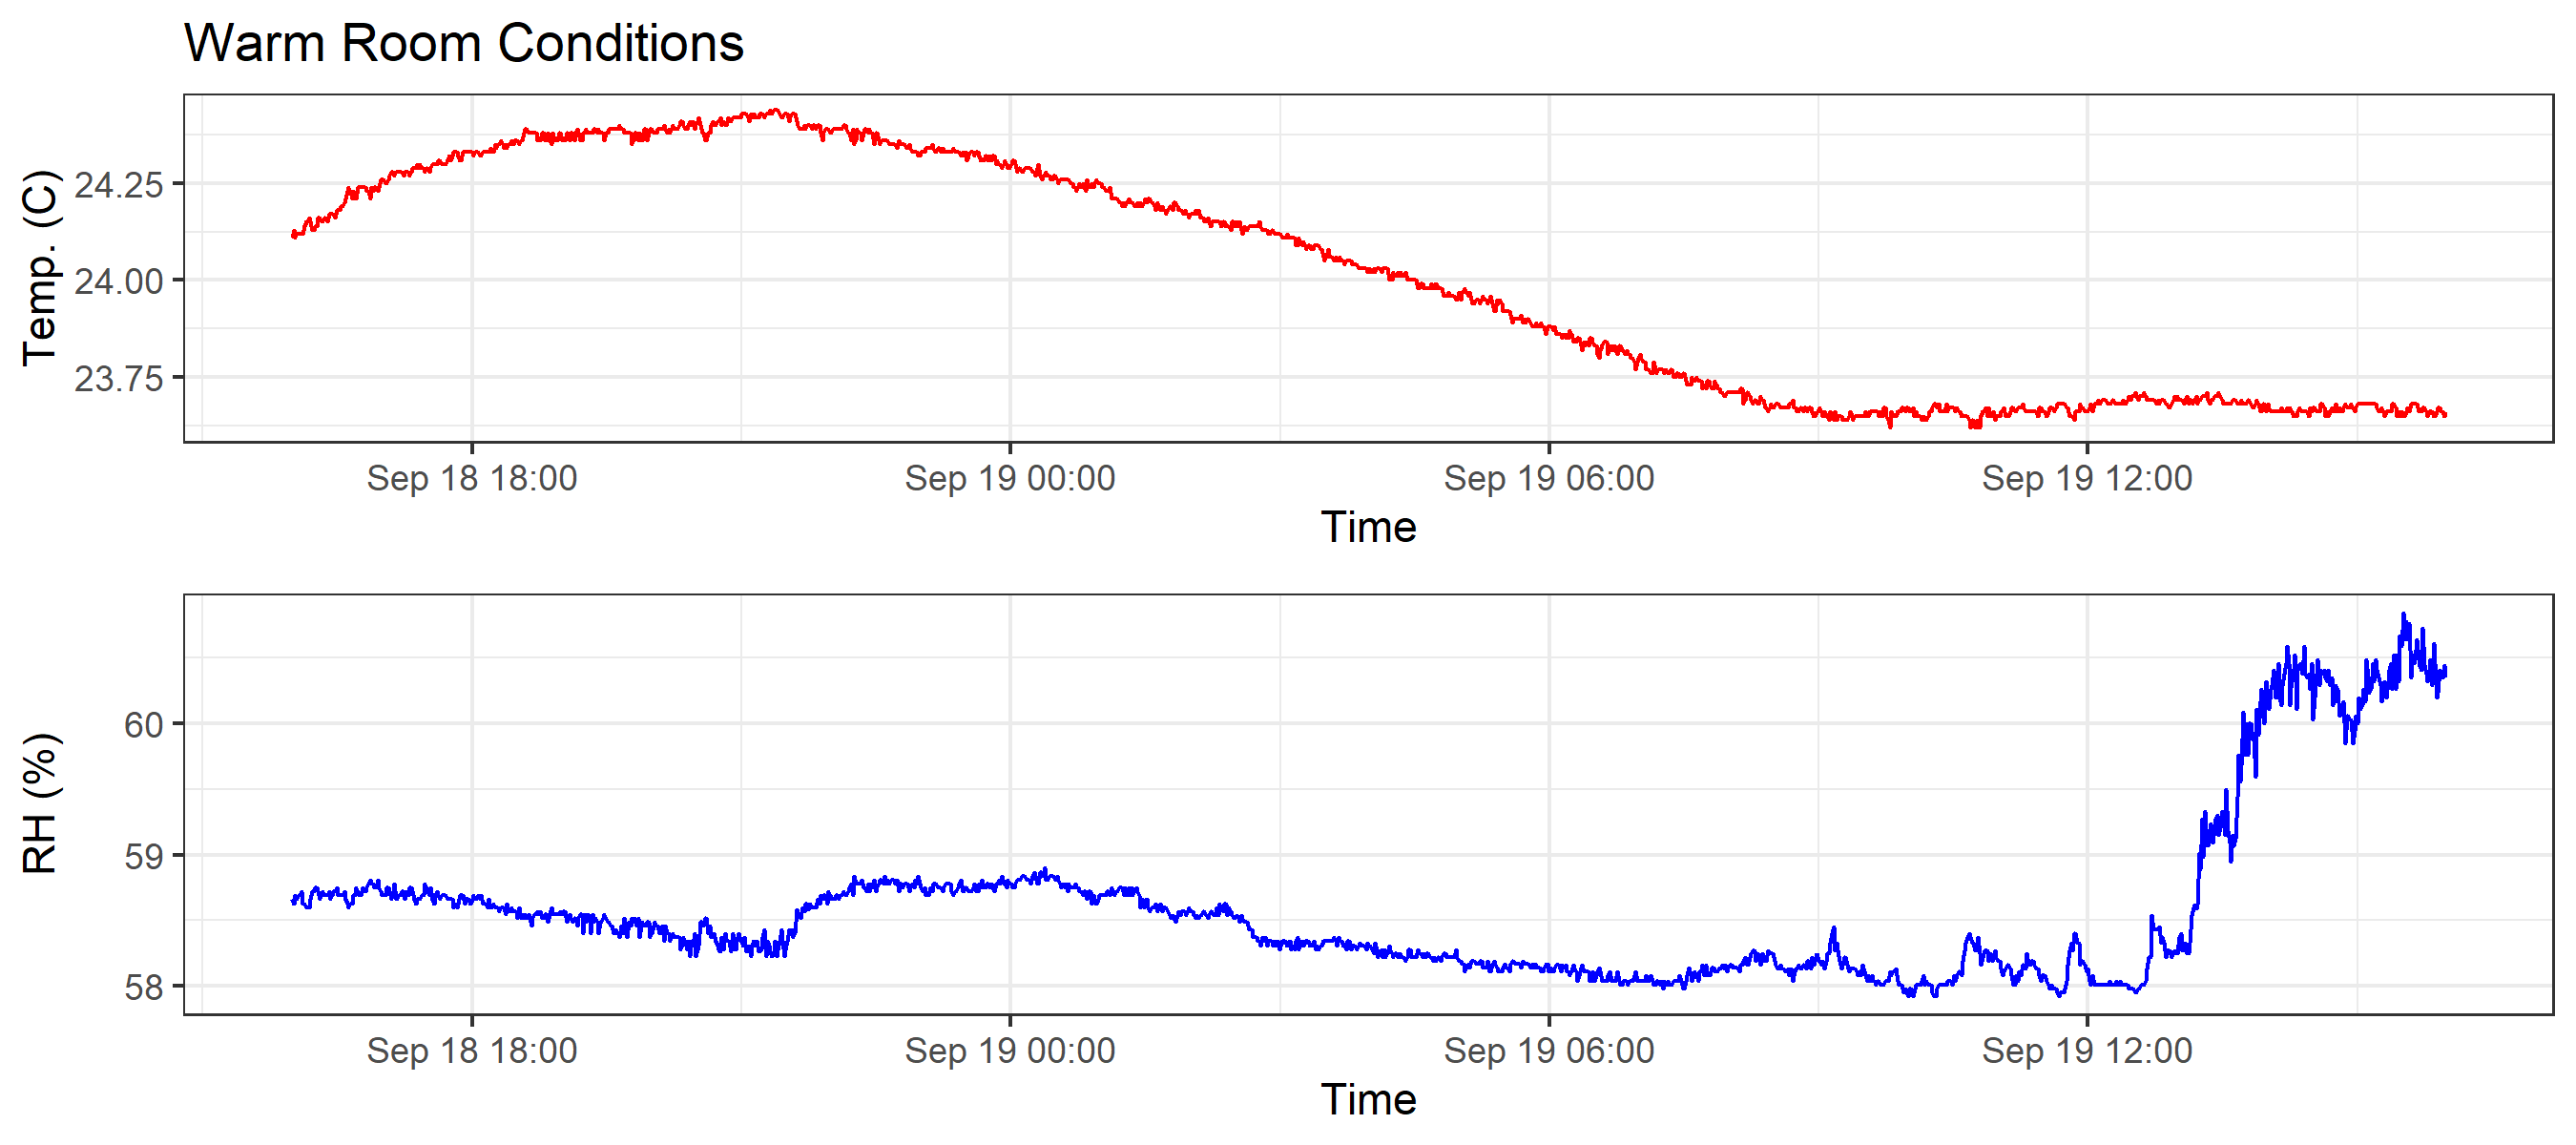 Warm Room Conditions
Temp. (C)
24.25
24.00
23.75
Sep 18 18:00 Sep 19 00:00 Sep 19 06:00 Sep 19 12:00
Time
RH (%)
60
59
58
Sep 18 18:00 Sep 19 00:00 Sep 19 06:00 Sep 19 12:00
Time